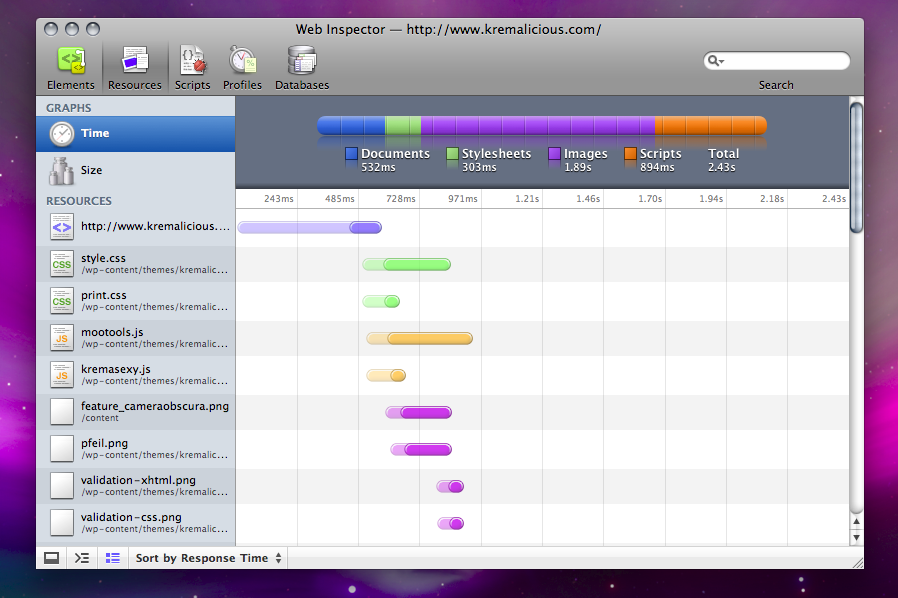 Web Inspector — http://www.kremalicious.com/
Elements Resources Scripts Profiles Databases Search
GRAPHS
Time
Size
Documents Stylesheets Images Scripts Total
532ms 303ms 1.89s 894ms 2.43s
243ms 485ms 728ms 971ms 1.21s 1.46s 1.70s 1.94s 2.18s 2.43s
RESOURCES
http://www.kremalicious....
style.css
/wp-content/themes/kremalic...
print.css
/wp-content/themes/kremalic...
mootools.js
/wp-content/themes/kremalic...
kremasexy.js
/wp-content/themes/kremalic...
feature_cameraobscura.png
/content
pfeil.png
/wp-content/themes/kremalic...
validation-xhtml.png
/wp-content/themes/kremalic...
validation-css.png
/wp-content/themes/kremalic...
CSS
CSS
JS
JS
Sort by Response Time